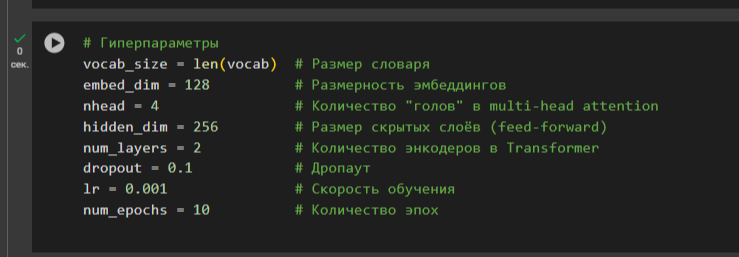 # Гиперпараметры
vocab_size = len(vocab)  # Размер словаря
embed_dim = 128          # Размерность эмбеддингов
nhead = 4                # Количество "голов" в multi-head attention
hidden_dim = 256         # Размер скрытых слоёв (feed-forward)
num_layers = 2           # Количество энкодеров в Transformer
dropout = 0.1            # Дропаут
lr = 0.001               # Скорость обучения
num_epochs = 10          # Количество эпох
0
сек.